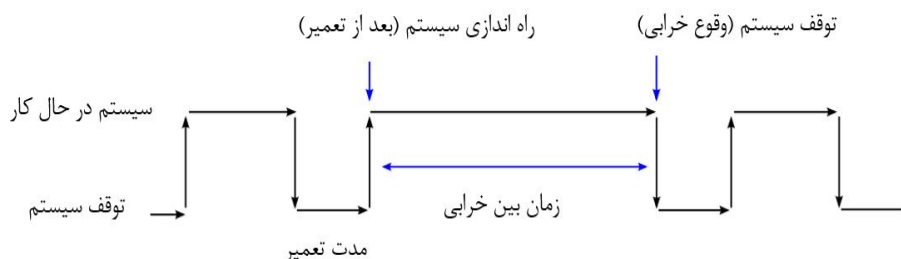 توقف سیستم (وقوع خرابی)
راه اندازی سیستم (بعد از تعمیر)
سیستم در حال کار
زمان بین خرابی
توقف سیستم
مدت تعمیر